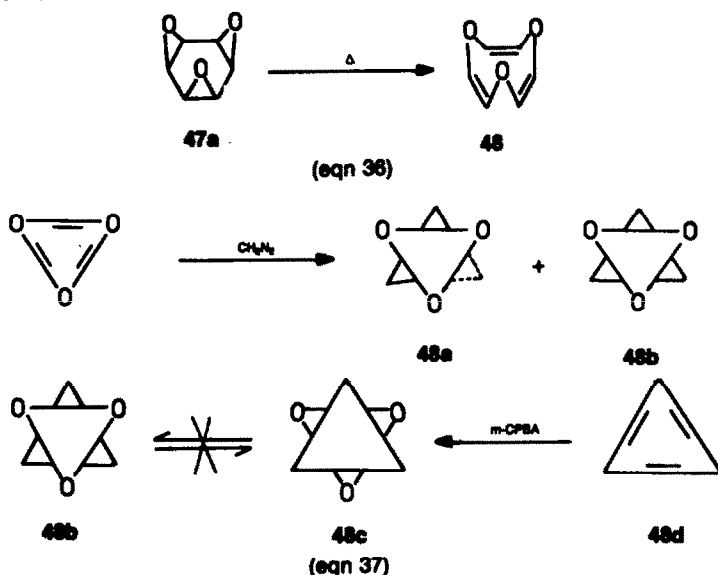 O O O Δ O O O
47a 48
(eqn 36)
O O O CH₂N₂ O O O + O O O
48a 48b
O O O O O O m-CPBA
48b 48c 48d
(eqn 37)